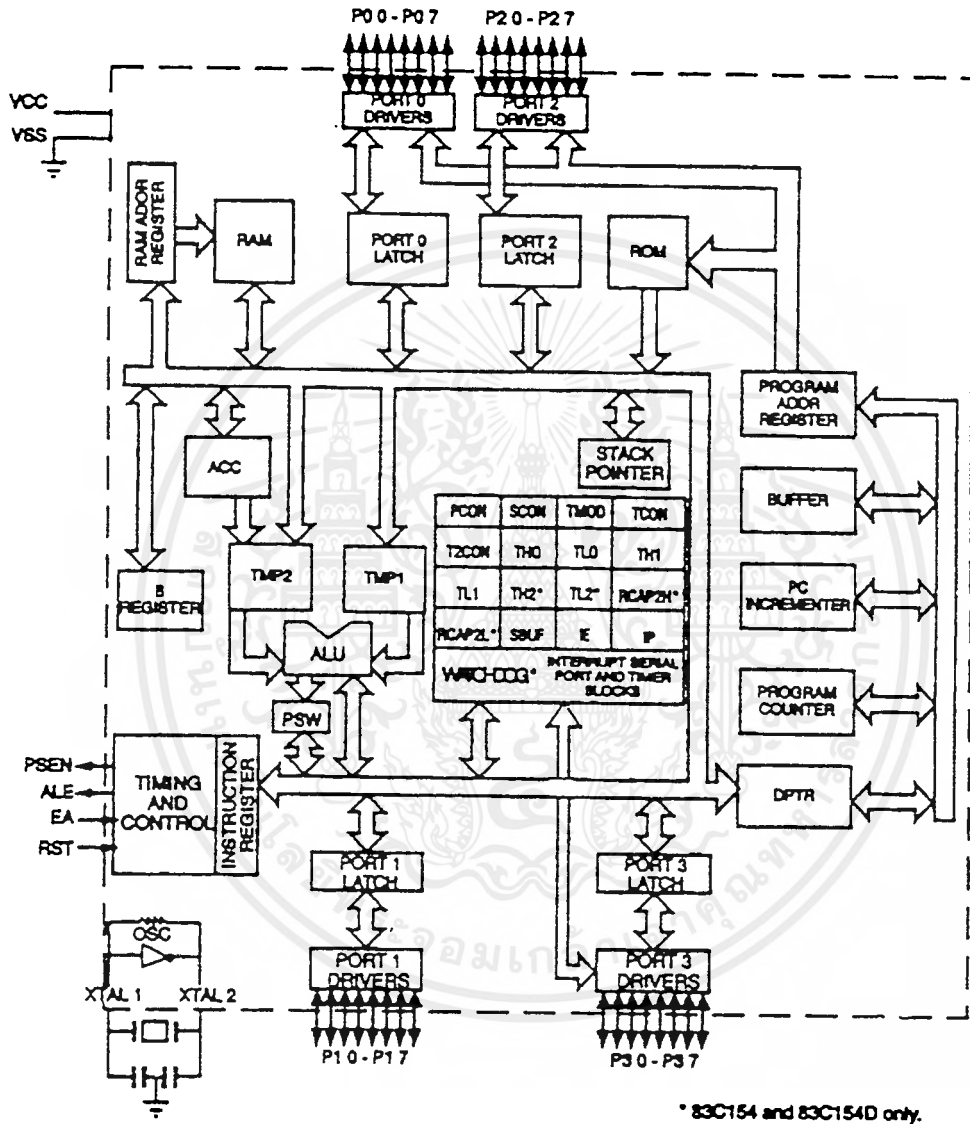 P0 0 - P0 7
P2 0 - P2 7
VCC
VSS
PORT 0
DRIVERS
PORT 2
DRIVERS
RAM ADDR
REGISTER
RAM
PORT 0
LATCH
PORT 2
LATCH
ROM
PROGRAM
ADDR
REGISTER
ACC
STACK
POINTER
BUFFER
PCON SCON TMOD TCON
T2CON TH0 TL0 TH1
TL1 TH2* TL2* RCAP2H*
RCAP2L* SBUF IE IP
WATCHDOG* INTERRUPT SERIAL
PORT AND TIMER
BLOCKS
TMP2
TMP1
B
REGISTER
PC
INCREMENTER
ALU
PSW
PROGRAM
COUNTER
PSEN
ALE
EA
RST
TIMING
AND
CONTROL
INSTRUCTION
REGISTER
DPTR
PORT 1
LATCH
PORT 3
LATCH
OSC
XTAL 1
XTAL 2
PORT 1
DRIVERS
PORT 3
DRIVERS
P1 0 - P1 7
P3 0 - P3 7
* 83C154 and 83C154D only.